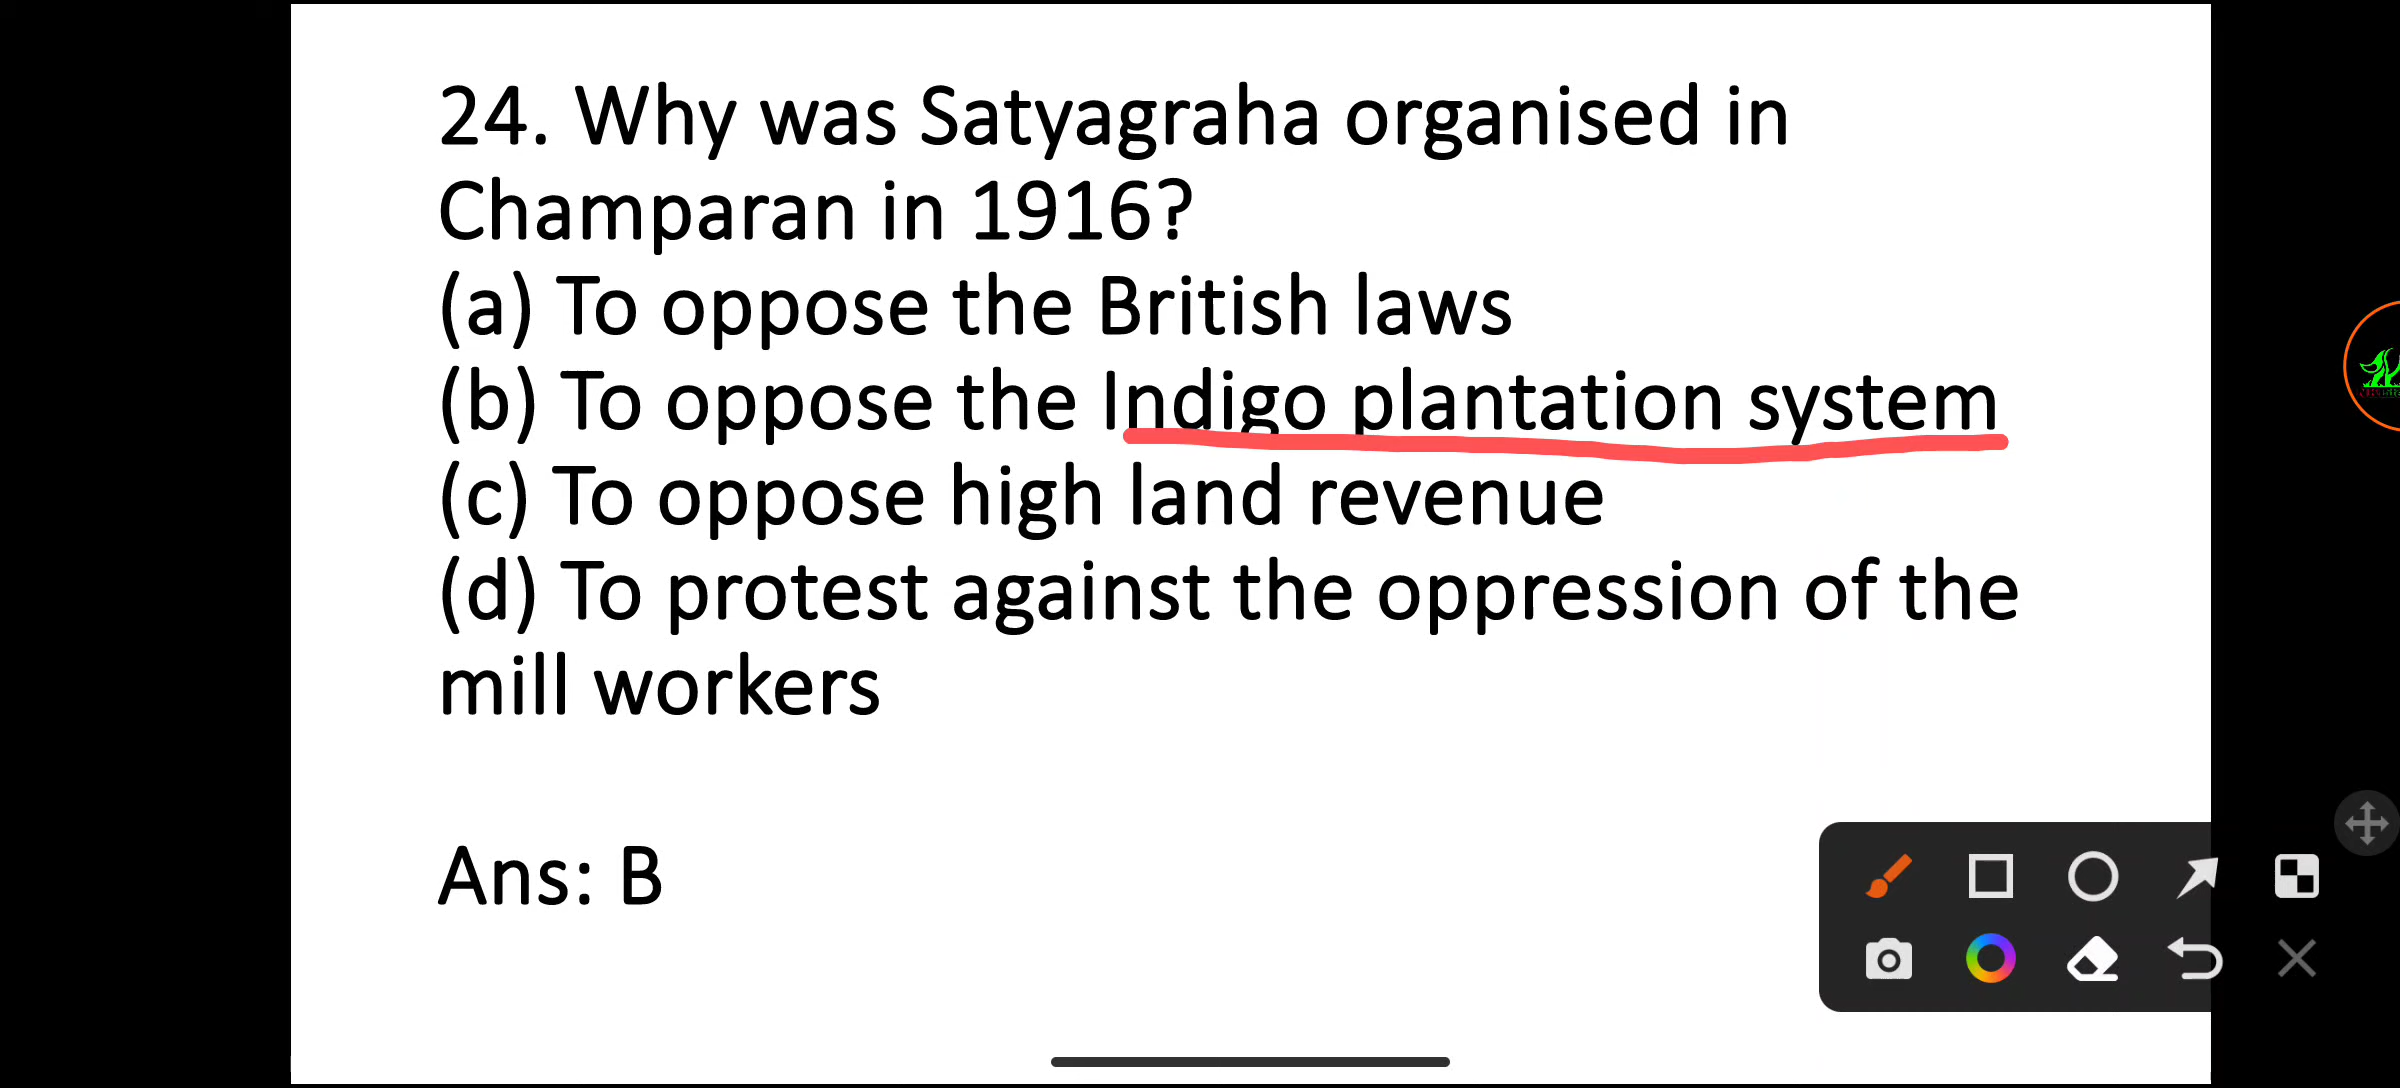 24. Why was Satyagraha organised in
Champaran in 1916?
(a) To oppose the British laws
(b) To oppose the Indigo plantation system
(c) To oppose high land revenue
(d) To protest against the oppression of the
mill workers
Ans: B